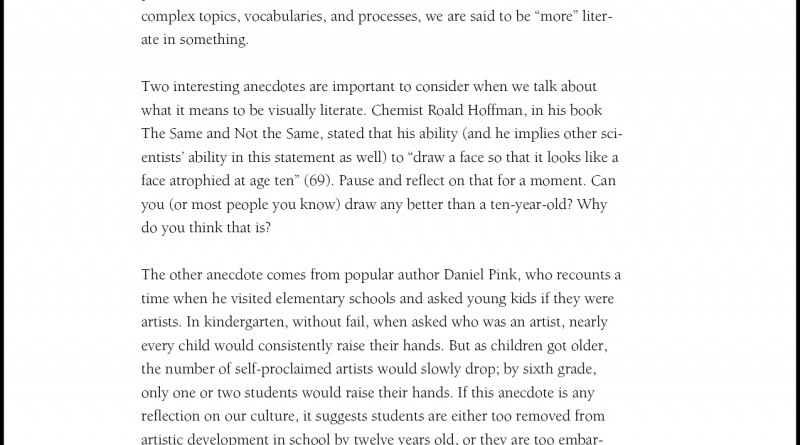 complex topics, vocabularies, and processes, we are said to be “more” liter-
ate in something.
Two interesting anecdotes are important to consider when we talk about
what it means to be visually literate. Chemist Roald Hoffman, in his book
The Same and Not the Same, stated that his ability (and he implies other sci-
entists’ ability in this statement as well) to “draw a face so that it looks like a
face atrophied at age ten” (69). Pause and reflect on that for a moment. Can
you (or most people you know) draw any better than a ten-year-old? Why
do you think that is?
The other anecdote comes from popular author Daniel Pink, who recounts a
time when he visited elementary schools and asked young kids if they were
artists. In kindergarten, without fail, when asked who was an artist, nearly
every child would consistently raise their hands. But as children got older,
the number of self-proclaimed artists would slowly drop; by sixth grade,
only one or two students would raise their hands. If this anecdote is any
reflection on our culture, it suggests students are either too removed from
artistic development in school by twelve years old, or they are too embar-